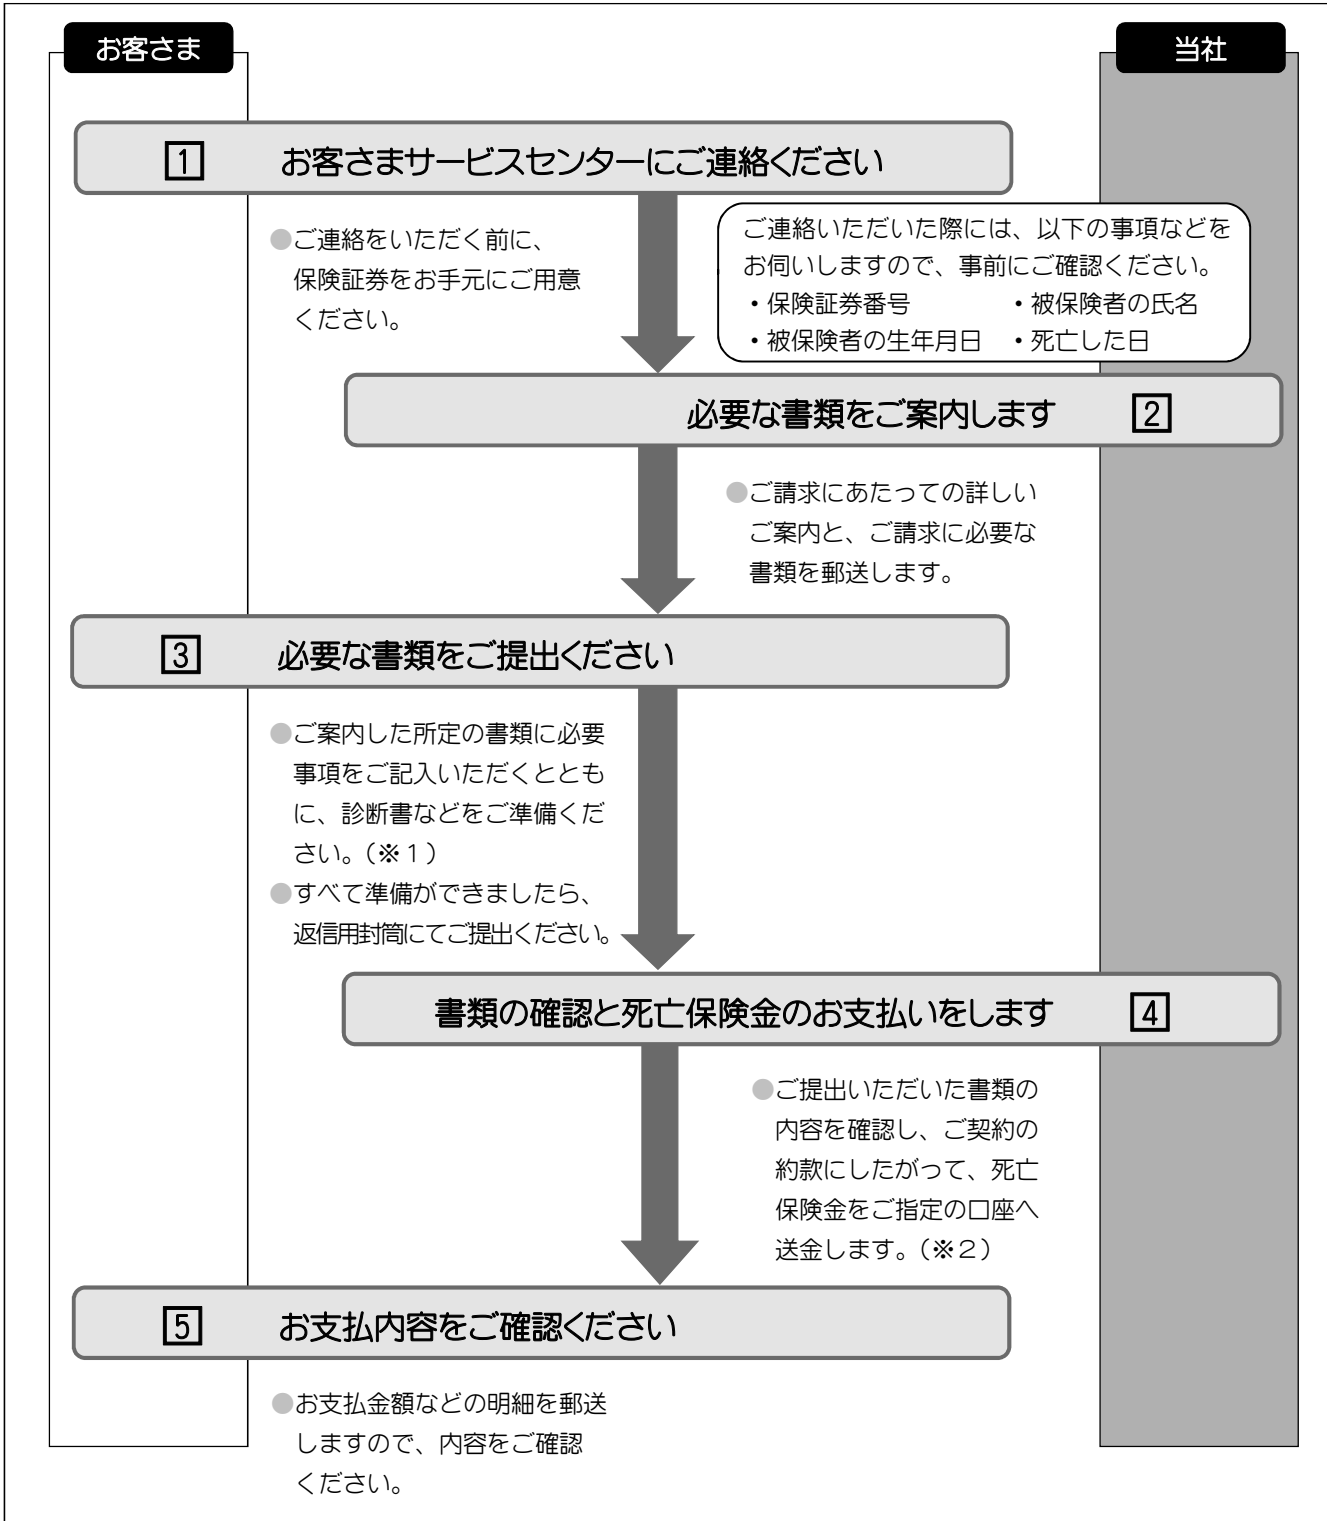 お客さま
当社
1 お客さまサービスセンターにご連絡ください
●ご連絡をいただく前に、
保険証券をお手元にご用意
ください。
ご連絡いただいた際には、以下の事項などを
お伺いしますので、事前にご確認ください。
・保険証券番号 ・被保険者の氏名
・被保険者の生年月日 ・死亡した日
必要な書類をご案内します 2
●ご請求にあたっての詳しい
ご案内と、ご請求に必要な
書類を郵送します。
3 必要な書類をご提出ください
●ご案内した所定の書類に必要
事項をご記入いただくととも
に、診断書などをご準備くだ
さい。（※１）
●すべて準備ができましたら、
返信用封筒にてご提出ください。
書類の確認と死亡保険金のお支払いをします 4
●ご提出いただいた書類の
内容を確認し、ご契約の
約款にしたがって、死亡
保険金をご指定の口座へ
送金します。（※２）
5 お支払内容をご確認ください
●お支払金額などの明細を郵送
しますので、内容をご確認
ください。